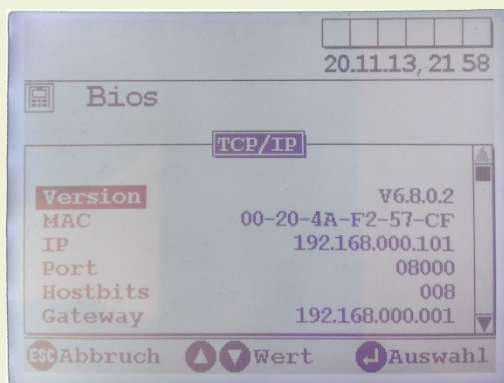 20.11.13, 21 58
Bios
TCP/IP
Version V6.8.0.2
MAC 00-20-4A-F2-57-CF
IP 192.168.000.101
Port 08000
Hostbits 008
Gateway 192.168.000.001
ESC Abbruch Wert Auswahl